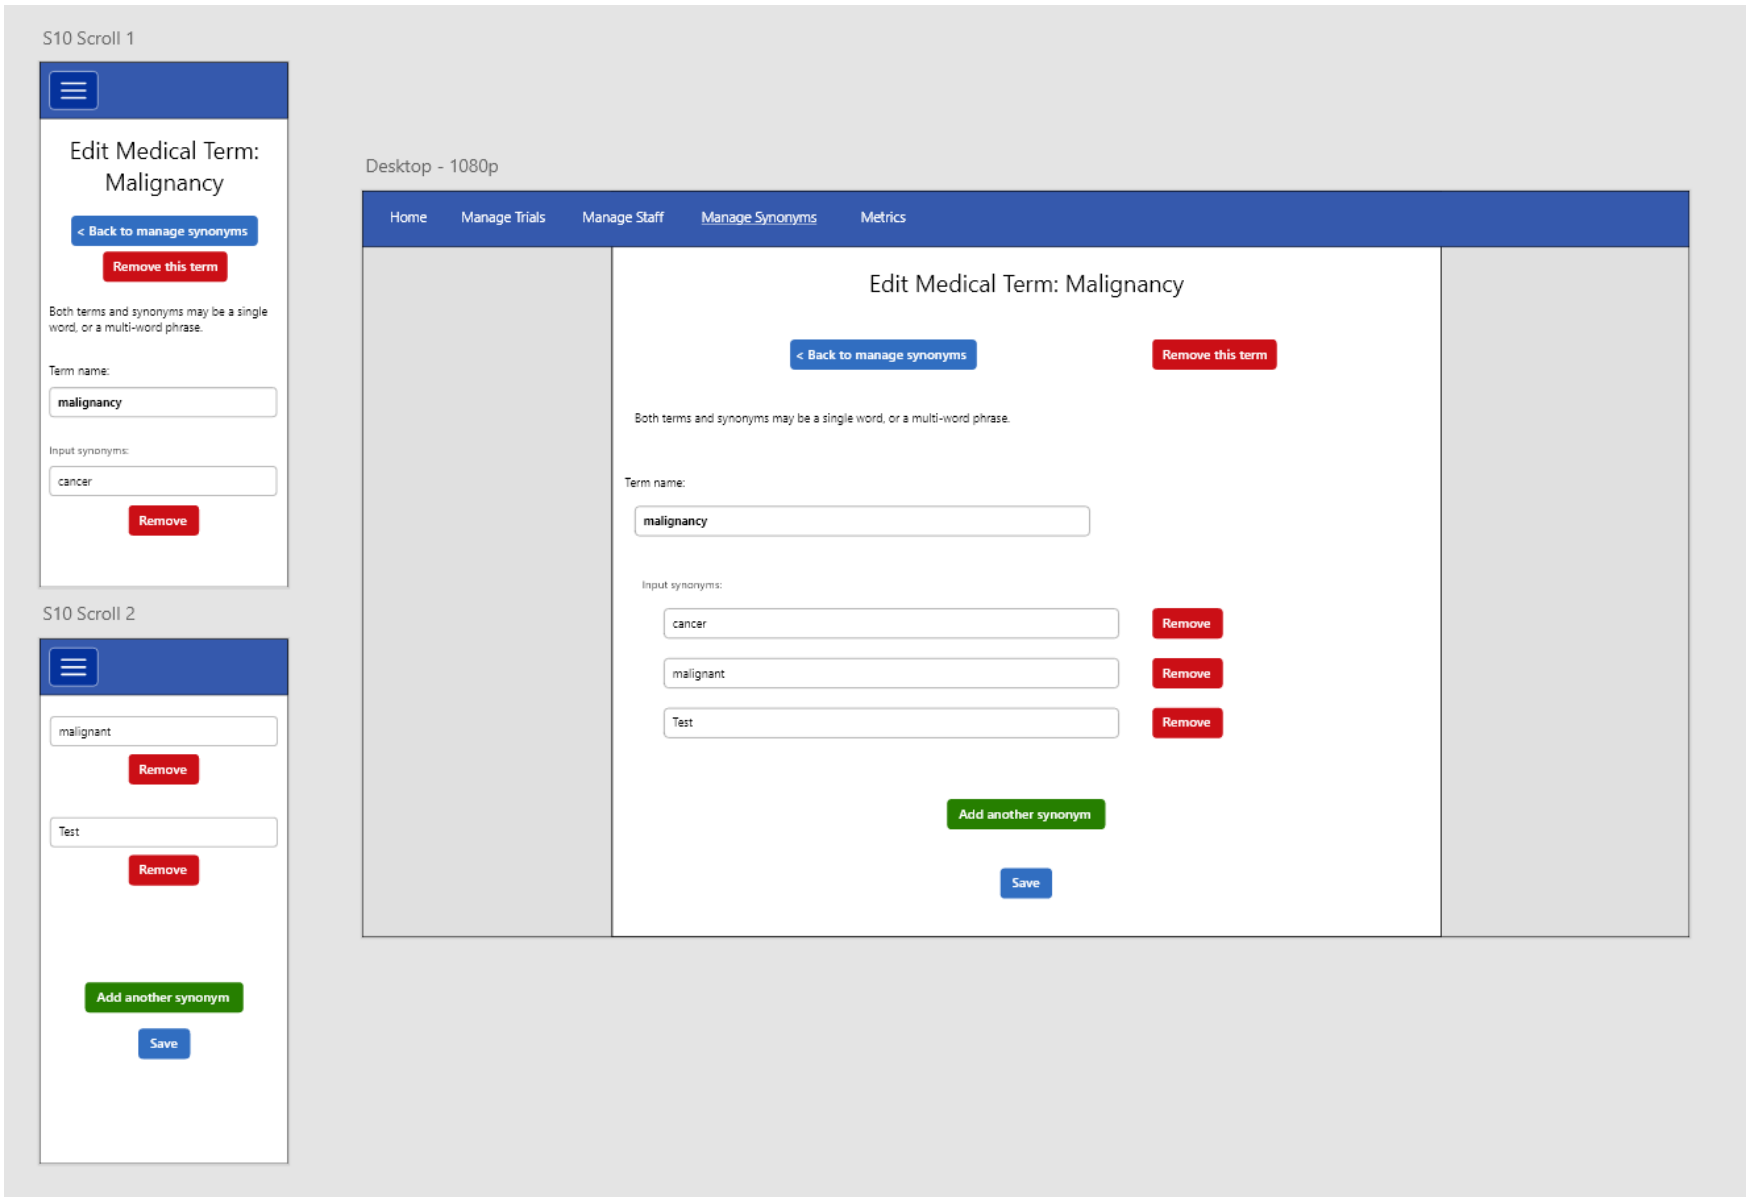 S10 Scroll 1
Edit Medical Term:
Malignancy
< Back to manage synonyms
Remove this term
Both terms and synonyms may be a single
word, or a multi-word phrase.
Term name:
malignancy
Input synonyms:
cancer
Remove
S10 Scroll 2
malignant
Remove
Test
Remove
Add another synonym
Save
Desktop - 1080p
Home Manage Trials Manage Staff Manage Synonyms Metrics
Edit Medical Term: Malignancy
< Back to manage synonyms Remove this term
Both terms and synonyms may be a single word, or a multi-word phrase.
Term name:
malignancy
Input synonyms:
cancer Remove
malignant Remove
Test Remove
Add another synonym
Save